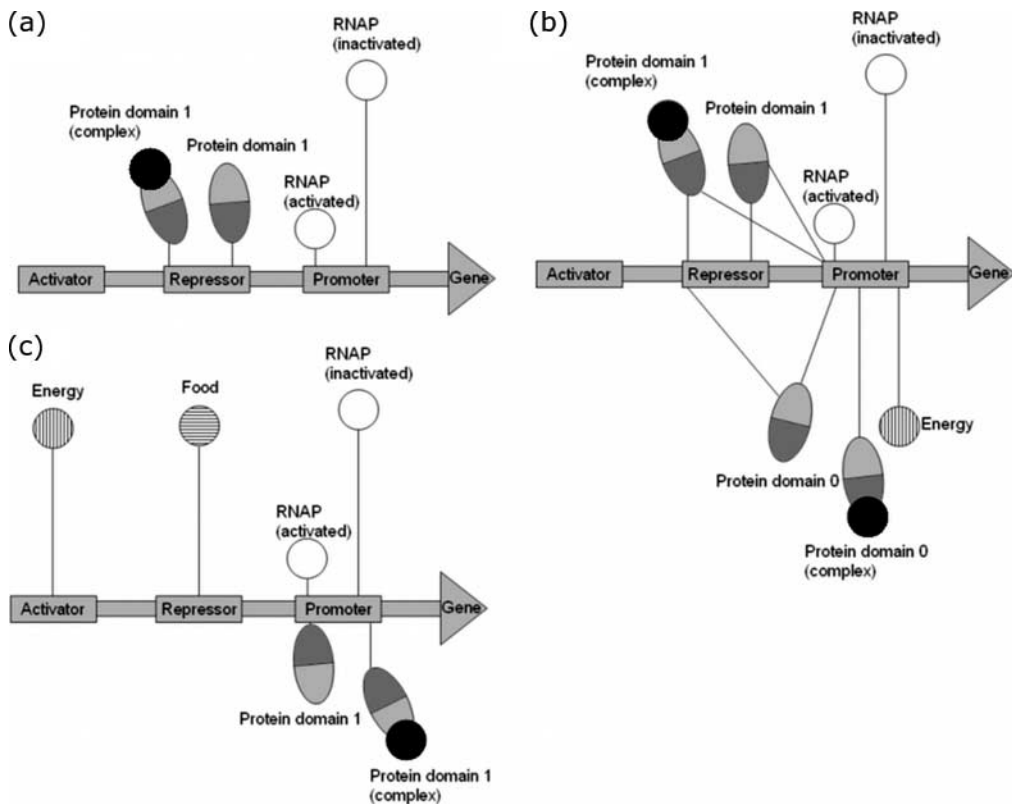 (a)
RNAP
(inactivated)
Protein domain 1
(complex)
Protein domain 1
RNAP
(activated)
Activator
Repressor
Promoter
Gene
(b)
RNAP
(inactivated)
Protein domain 1
(complex)
Protein domain 1
RNAP
(activated)
Activator
Repressor
Promoter
Gene
Energy
Protein domain 0
Protein domain 0
(complex)
(c)
RNAP
(inactivated)
Energy
Food
RNAP
(activated)
Activator
Repressor
Promoter
Gene
Protein domain 1
Protein domain 1
(complex)